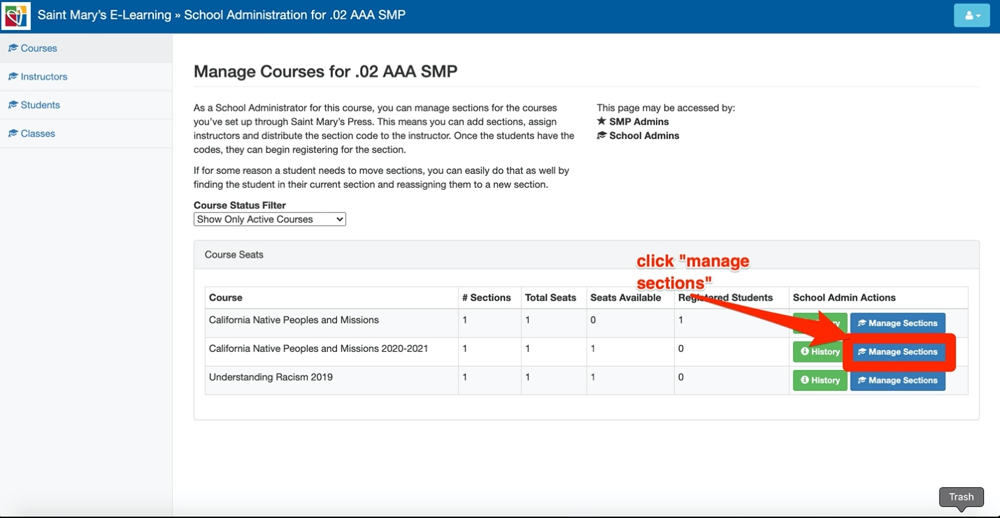 Saint Mary's E-Learning » School Administration for .02 AAA SMP
Courses
Instructors
Students
Classes
Manage Courses for .02 AAA SMP
As a School Administrator for this course, you can manage sections for the courses
you've set up through Saint Mary's Press. This means you can add sections, assign
instructors and distribute the section code to the instructor. Once the students have the
codes, they can begin registering for the section.
If for some reason a student needs to move sections, you can easily do that as well by
finding the student in their current section and reassigning them to a new section.
This page may be accessed by:
SMP Admins
School Admins
Course Status Filter
Show Only Active Courses
Course Seats
click "manage
sections"
Course # Sections Total Seats Seats Available Registered Students School Admin Actions
California Native Peoples and Missions 1 1 0 1 Manage Sections
California Native Peoples and Missions 2020-2021 1 1 1 0 History Manage Sections
Understanding Racism 2019 1 1 1 0 History Manage Sections
Trash